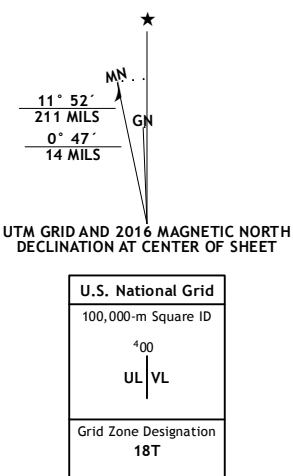 ★
MN
11° 52´
211 MILS
GN
0° 47´
14 MILS
UTM GRID AND 2016 MAGNETIC NORTH
DECLINATION AT CENTER OF SHEET
U.S. National Grid
100,000-m Square ID
⁴00
UL VL
Grid Zone Designation
18T